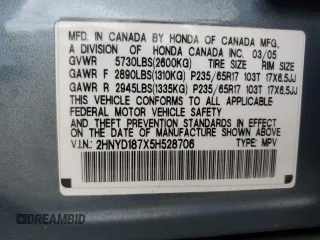 MFD. IN CANADA BY HONDA OF CANADA MFG.,
A DIVISION OF HONDA CANADA INC. 03/05
GVWR 5730LBS(2600KG) TIRE SIZE RIM SIZE
GAWR F 2890LBS(1310KG) P235/65R17 103T 17X6.5JJ
GAWR R 2945LBS(1335KG) P235/65R17 103T 17X6.5JJ
THIS VEHICLE CONFORMS TO ALL APPLICABLE
FEDERAL MOTOR VEHICLE SAFETY
AND THEFT PREVENTION STANDARDS IN EFFECT
ON THE DATE OF MANUFACTURE SHOWN ABOVE.
V.I.N.: 2HNYD187X5H528706 TYPE: MPV
DREAMBID